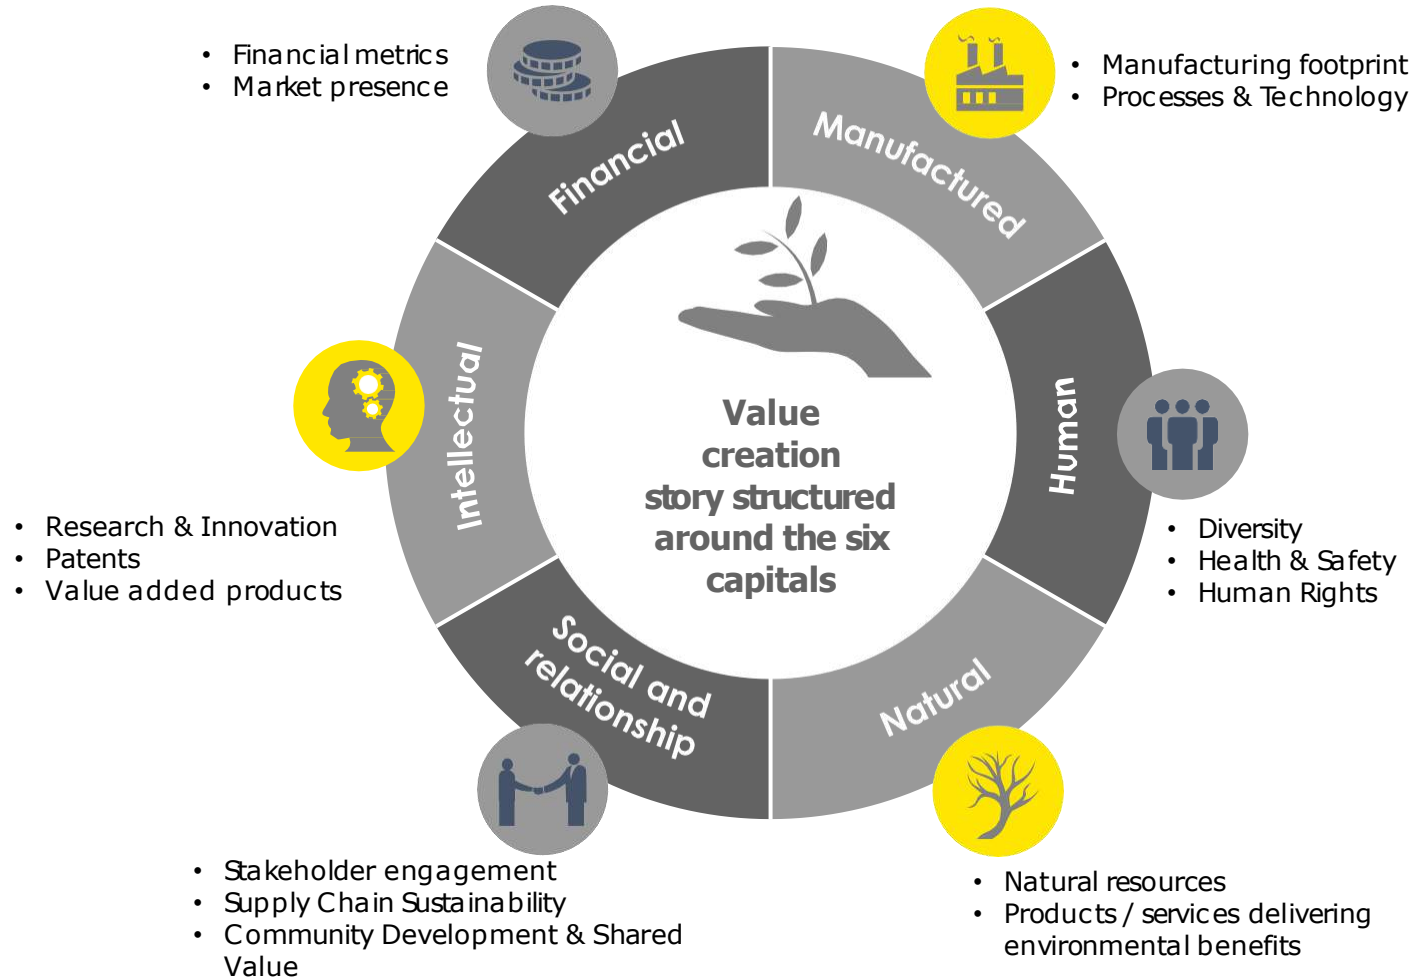 • Financial metrics
• Market presence
Financial
Manufactured
• Manufacturing footprint
• Processes & Technology
Intellectual
• Research & Innovation
• Patents
• Value added products
Value
creation
story structured
around the six
capitals
Human
• Diversity
• Health & Safety
• Human Rights
Social and
relationship
• Stakeholder engagement
• Supply Chain Sustainability
• Community Development & Shared
Value
Natural
• Natural resources
• Products / services delivering
environmental benefits